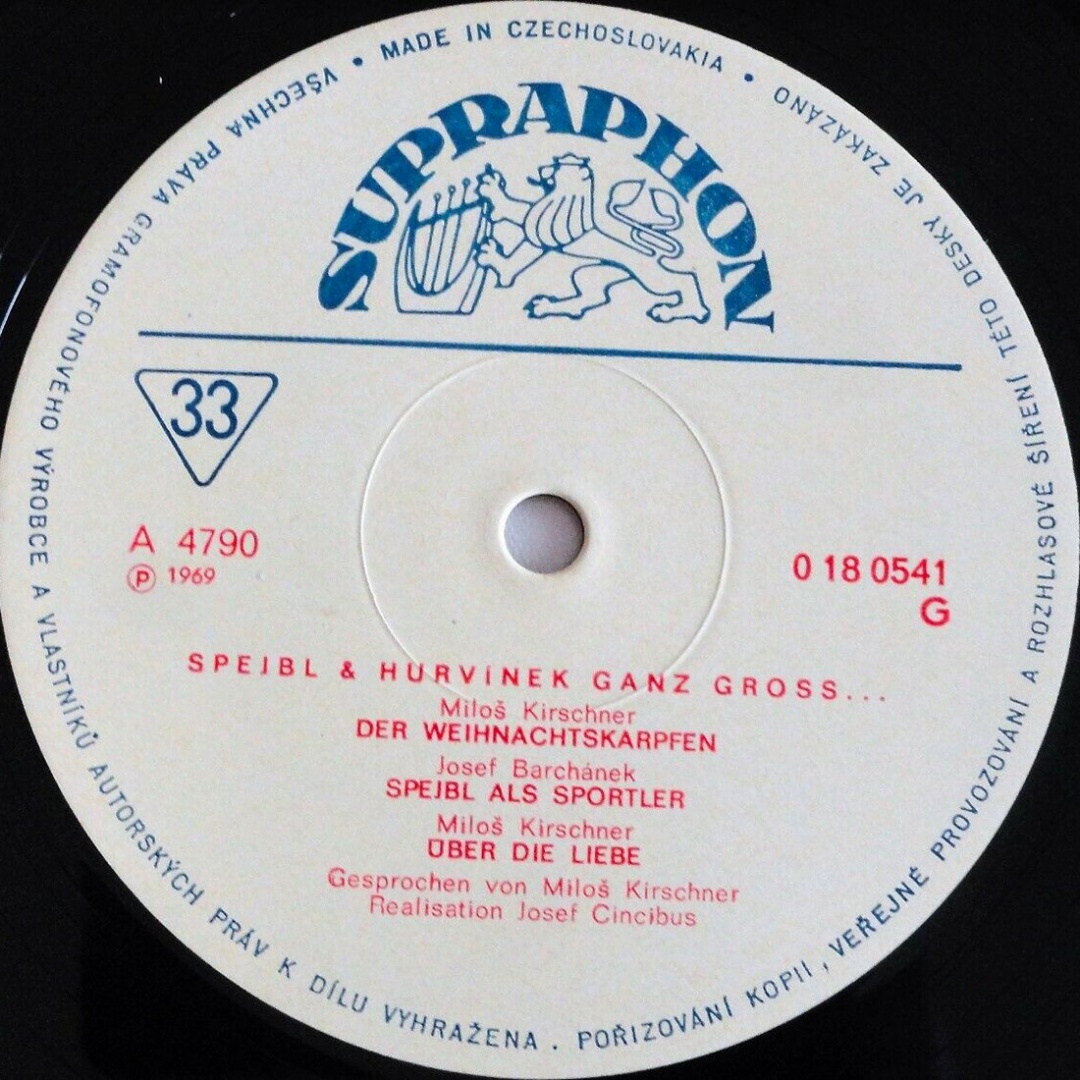 MADE IN CZECHOSLOVAKIA •
VŠECHNA PRÁVA GRAMOFONOVÉHO VÝROBCE A VLASTNÍKŮ AUTORSKÝCH PRÁV K DÍLU VYHRAŽENA . POŘIZOVÁNÍ KOPIÍ , VEŘEJNÉ PROVOZOVÁNÍ A ROZHLASOVÉ ŠÍŘENÍ TÉTO DESKY JE ZAKÁZÁNO •
SUPRAPHON
33
A 4790
Ⓟ 1969
0 18 0541
G
SPEJBL & HURVÍNEK GANZ GROSS...
Miloš Kirschner
DER WEIHNACHTSKARPFEN
Josef Barchánek
SPEJBL ALS SPORTLER
Miloš Kirschner
ÜBER DIE LIEBE
Gesprochen von Miloš Kirschner
Realisation Josef Cincibus